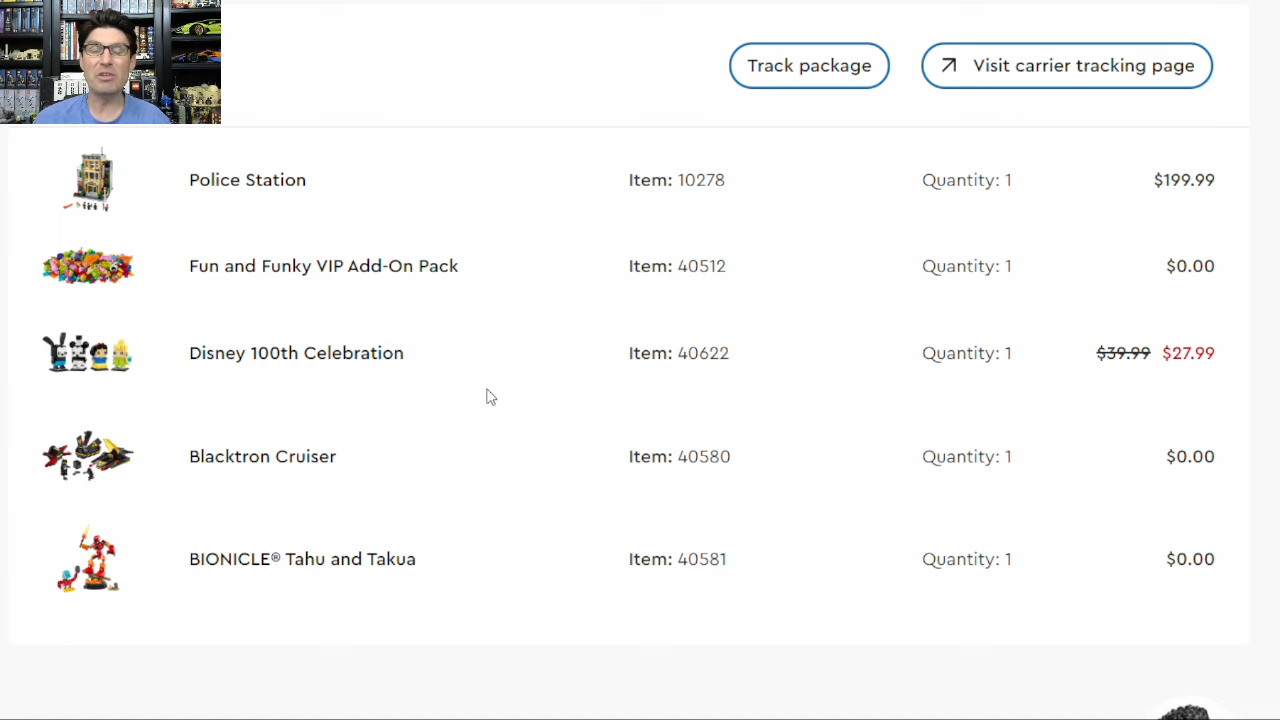 Track package
Visit carrier tracking page
Police Station Item: 10278 Quantity: 1 $199.99
Fun and Funky VIP Add-On Pack Item: 40512 Quantity: 1 $0.00
Disney 100th Celebration Item: 40622 Quantity: 1 $39.99 $27.99
Blacktron Cruiser Item: 40580 Quantity: 1 $0.00
BIONICLE® Tahu and Takua Item: 40581 Quantity: 1 $0.00